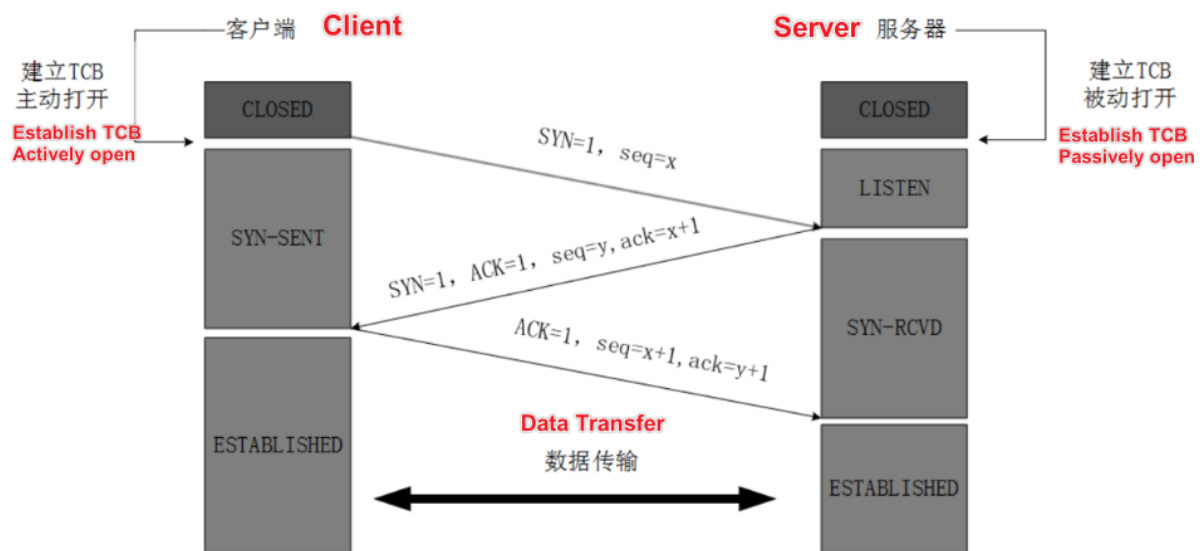 客户端 Client
Server 服务器
建立TCB
主动打开
Establish TCB
Actively open
建立TCB
被动打开
Establish TCB
Passively open
CLOSED
CLOSED
SYN=1, seq=x
LISTEN
SYN-SENT
SYN=1, ACK=1, seq=y,ack=x+1
SYN-RCVD
ACK=1, seq=x+1,ack=y+1
ESTABLISHED
Data Transfer
数据传输
ESTABLISHED